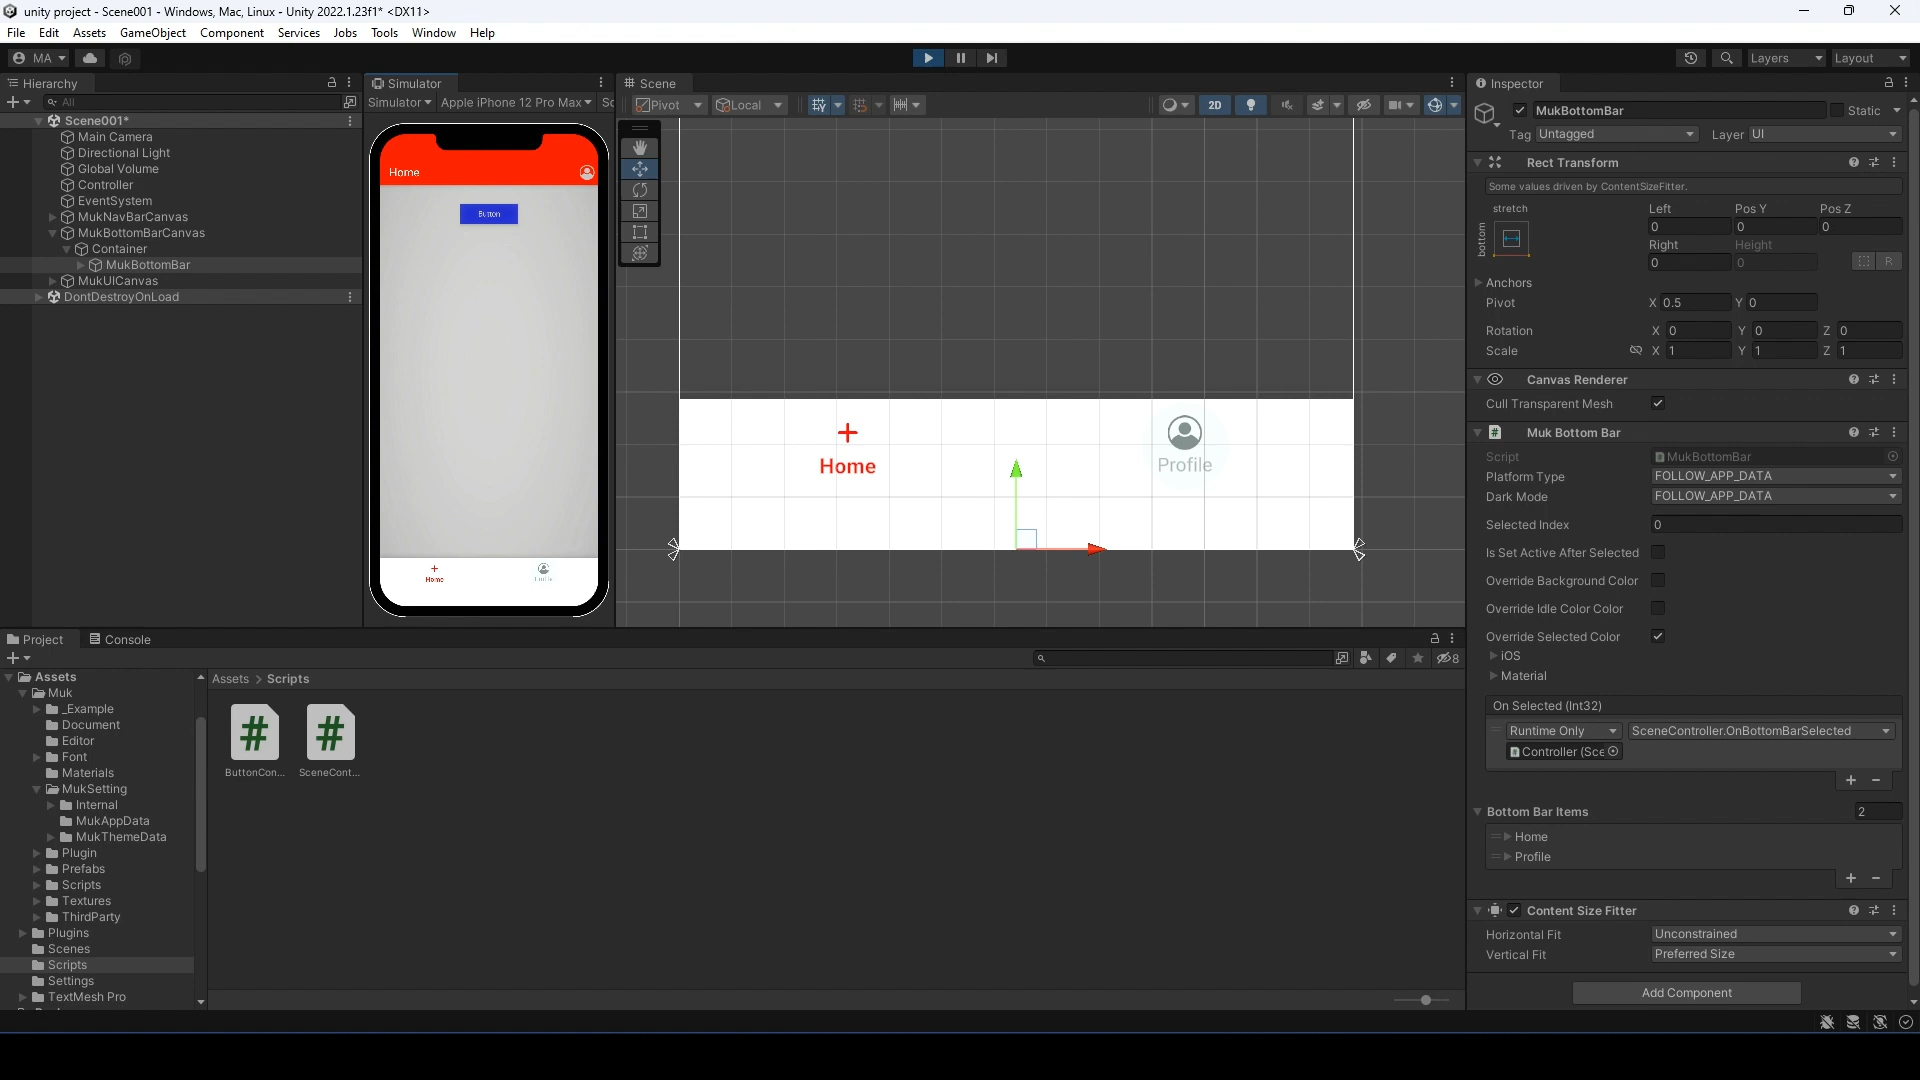 unity project - Scene001 - Windows, Mac, Linux - Unity 2022.1.23f1* <DX11>
File Edit Assets GameObject Component Services Jobs Tools Window Help
MA Layers Layout
Hierarchy
All
Scene001*
Main Camera
Directional Light
Global Volume
Controller
EventSystem
MukNavBarCanvas
MukBottomBarCanvas
Container
MukBottomBar
MukUICanvas
DontDestroyOnLoad
Simulator
Simulator Apple iPhone 12 Pro Max Sc
Home
Button
Home
Scene
Pivot Local 2D
Home
Profile
Inspector
MukBottomBar Static
Tag Untagged Layer UI
Rect Transform
Some values driven by ContentSizeFitter.
stretch Left Pos Y Pos Z
bottom 0 0 0
Right Height
0 0 R
Anchors
Pivot X 0.5 Y 0
Rotation X 0 Y 0 Z 0
Scale X 1 Y 1 Z 1
Canvas Renderer
Cull Transparent Mesh
# Muk Bottom Bar
Script MukBottomBar
Platform Type FOLLOW_APP_DATA
Dark Mode FOLLOW_APP_DATA
Selected Index 0
Is Set Active After Selected
Override Background Color
Override Idle Color Color
Override Selected Color
iOS
Material
On Selected (Int32)
Runtime Only SceneController.OnBottomBarSelected
Controller (Sce
+ -
Bottom Bar Items 2
Home
Profile
+ -
Content Size Fitter
Horizontal Fit Unconstrained
Vertical Fit Preferred Size
Add Component
Project Console
8
Assets
Muk
_Example
Document
Editor
Font
Materials
MukSetting
Internal
MukAppData
MukThemeData
Plugin
Prefabs
Scripts
Textures
ThirdParty
Plugins
Scenes
Scripts
Settings
TextMesh Pro
Assets > Scripts
# #
ButtonCon... SceneCont...